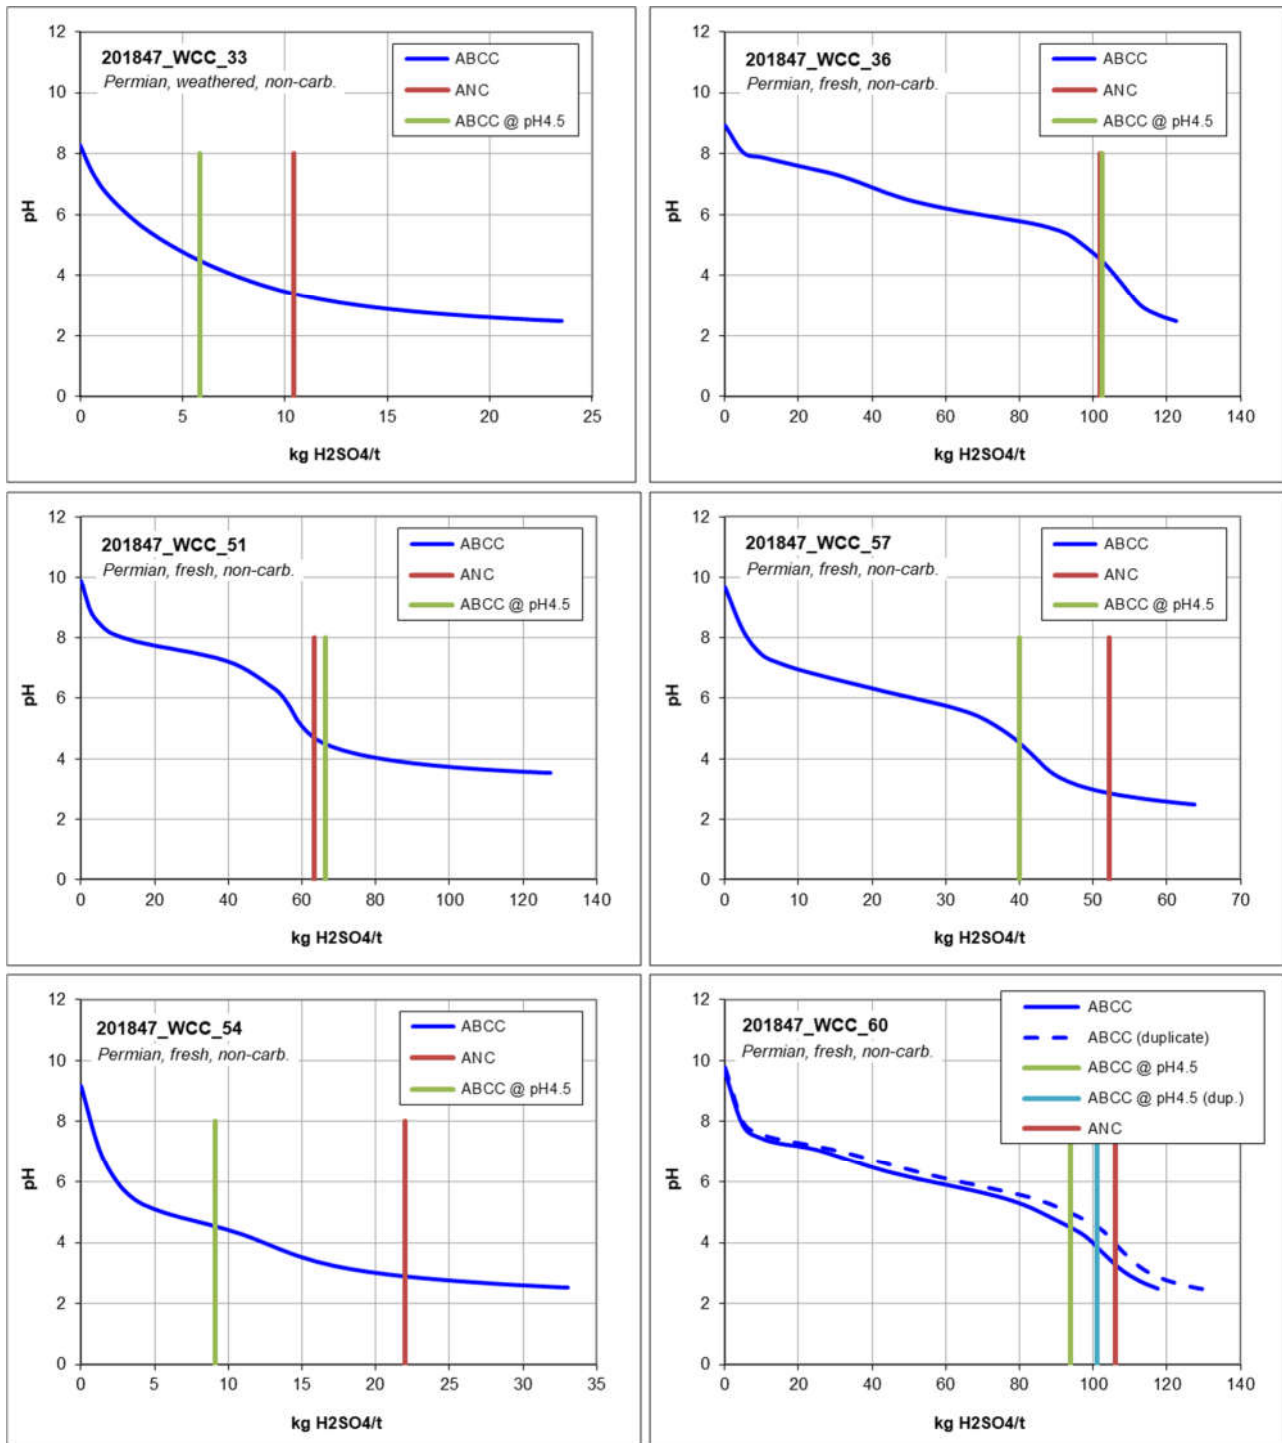 201847_WCC_33
Permian, weathered, non-carb.
ABCC
ANC
ABCC @ pH4.5
pH
12
10
8
6
4
2
0
0 5 10 15 20 25
kg H2SO4/t
201847_WCC_36
Permian, fresh, non-carb.
ABCC
ANC
ABCC @ pH4.5
pH
12
10
8
6
4
2
0
0 20 40 60 80 100 120 140
kg H2SO4/t
201847_WCC_51
Permian, fresh, non-carb.
ABCC
ANC
ABCC @ pH4.5
pH
12
10
8
6
4
2
0
0 20 40 60 80 100 120 140
kg H2SO4/t
201847_WCC_57
Permian, fresh, non-carb.
ABCC
ANC
ABCC @ pH4.5
pH
12
10
8
6
4
2
0
0 10 20 30 40 50 60 70
kg H2SO4/t
201847_WCC_54
Permian, fresh, non-carb.
ABCC
ANC
ABCC @ pH4.5
pH
12
10
8
6
4
2
0
0 5 10 15 20 25 30 35
kg H2SO4/t
201847_WCC_60
Permian, fresh, non-carb.
ABCC
ABCC (duplicate)
ABCC @ pH4.5
ABCC @ pH4.5 (dup.)
ANC
pH
12
10
8
6
4
2
0
0 20 40 60 80 100 120 140
kg H2SO4/t